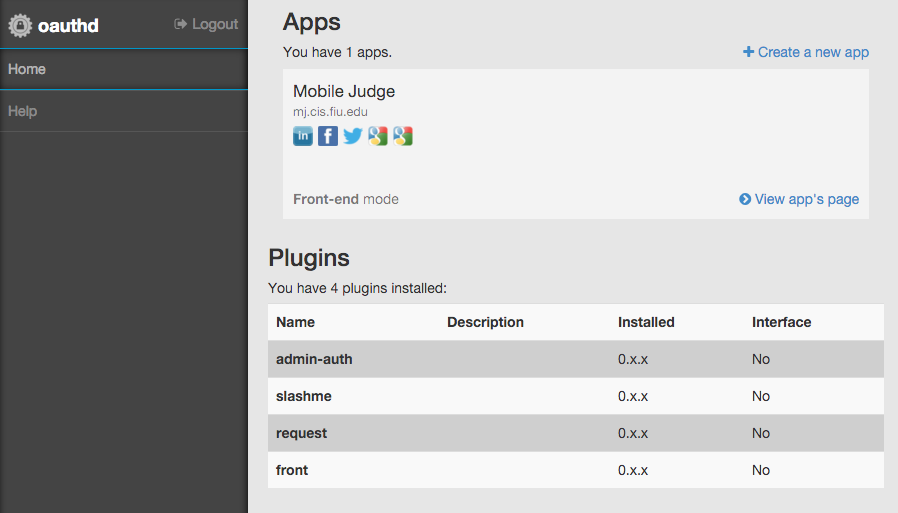 oauthd
Logout
Home
Help
Apps
You have 1 apps.
Create a new app
Mobile Judge
mj.cis.fiu.edu
in f
Front-end mode
View app's page
Plugins
You have 4 plugins installed:
Name Description Installed Interface
admin-auth 0.x.x No
slashme 0.x.x No
request 0.x.x No
front 0.x.x No